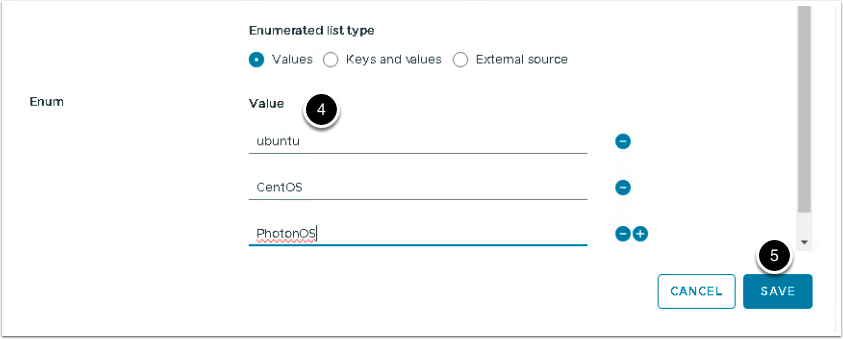 Enumerated list type
Values Keys and values External source
Enum Value 4
ubuntu
CentOS
PhotonOS
5
CANCEL SAVE